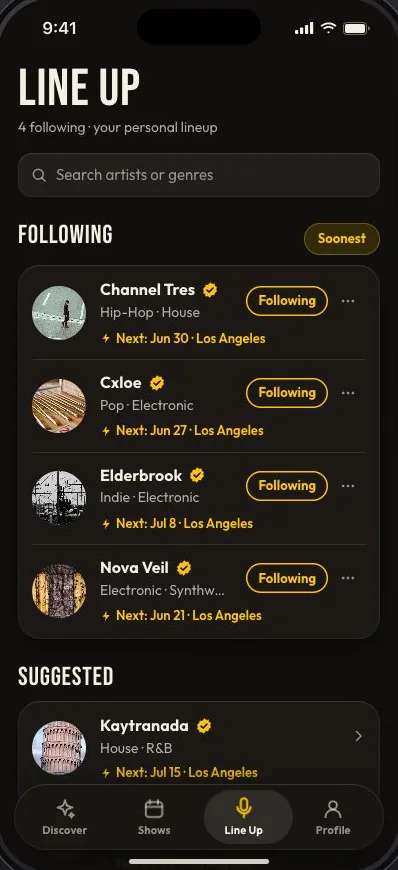 9:41
LINE UP
4 following · your personal lineup
Search artists or genres
FOLLOWING
Soonest
Channel Tres
Following
Hip-Hop · House
Next: Jun 30 · Los Angeles
Cxloe
Following
Pop · Electronic
Next: Jun 27 · Los Angeles
Elderbrook
Following
Indie · Electronic
Next: Jul 8 · Los Angeles
Nova Veil
Following
Electronic · Synthw...
Next: Jun 21 · Los Angeles
SUGGESTED
Kaytranada
House · R&B
Next: Jul 15 · Los Angeles
Discover
Shows
Line Up
Profile